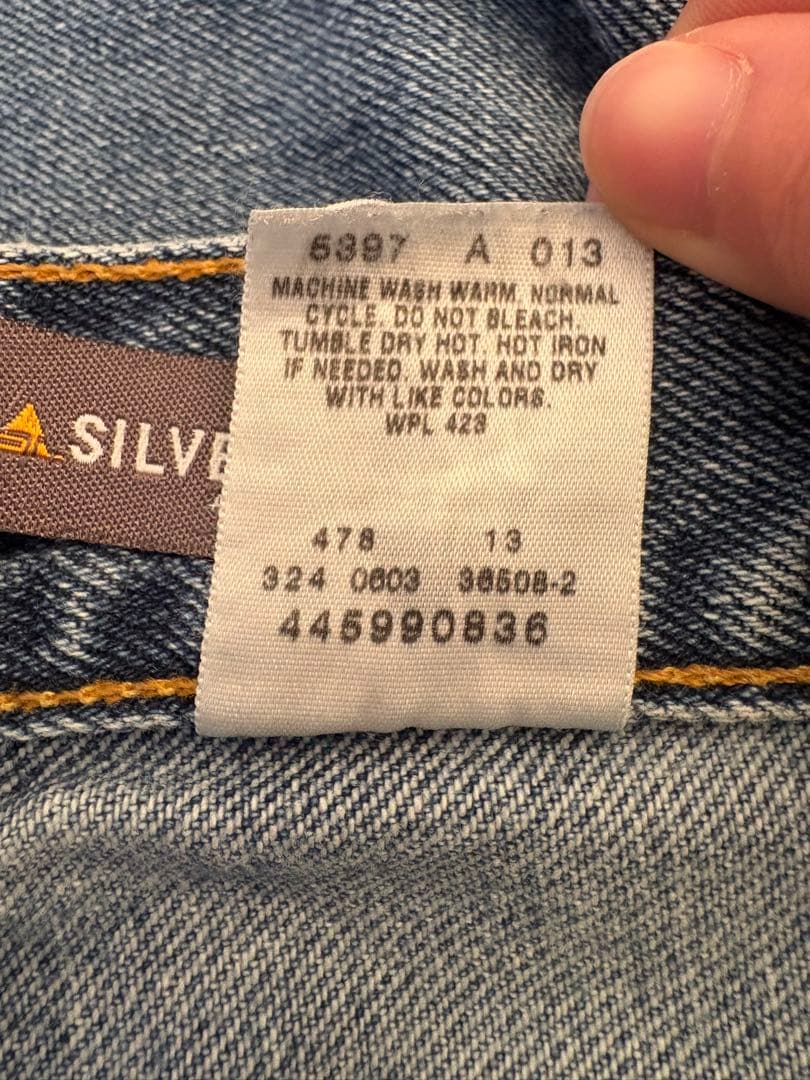 5397 A 013
MACHINE WASH WARM, NORMAL
CYCLE. DO NOT BLEACH.
TUMBLE DRY HOT. HOT IRON
IF NEEDED. WASH AND DRY
WITH LIKE COLORS.
WPL 423
SILVE
478 13
324 0603 36508-2
445990836